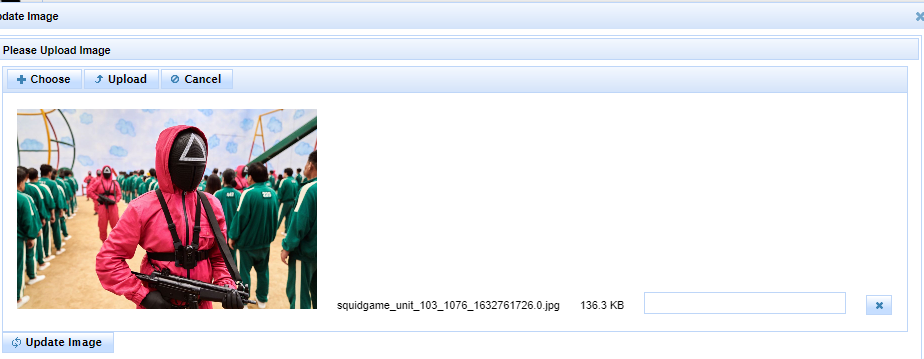 pdate Image
Please Upload Image
Choose Upload Cancel
squidgame_unit_103_1076_1632761726.0.jpg 136.3 KB
Update Image